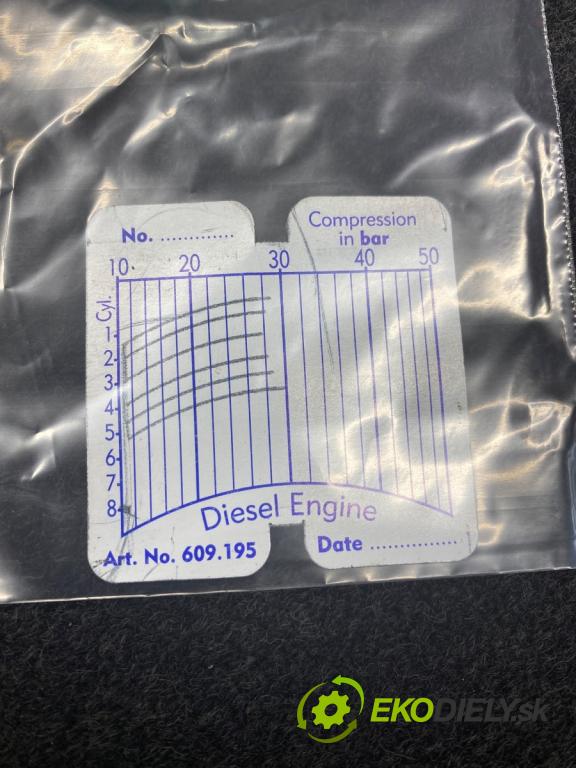 No. .............
Compression
in bar
10 20 30 40 50
Cyl.
1
2
3
4
5
6
7
8
Diesel Engine
Art. No. 609.195
Date ................
EKODIELY.sk